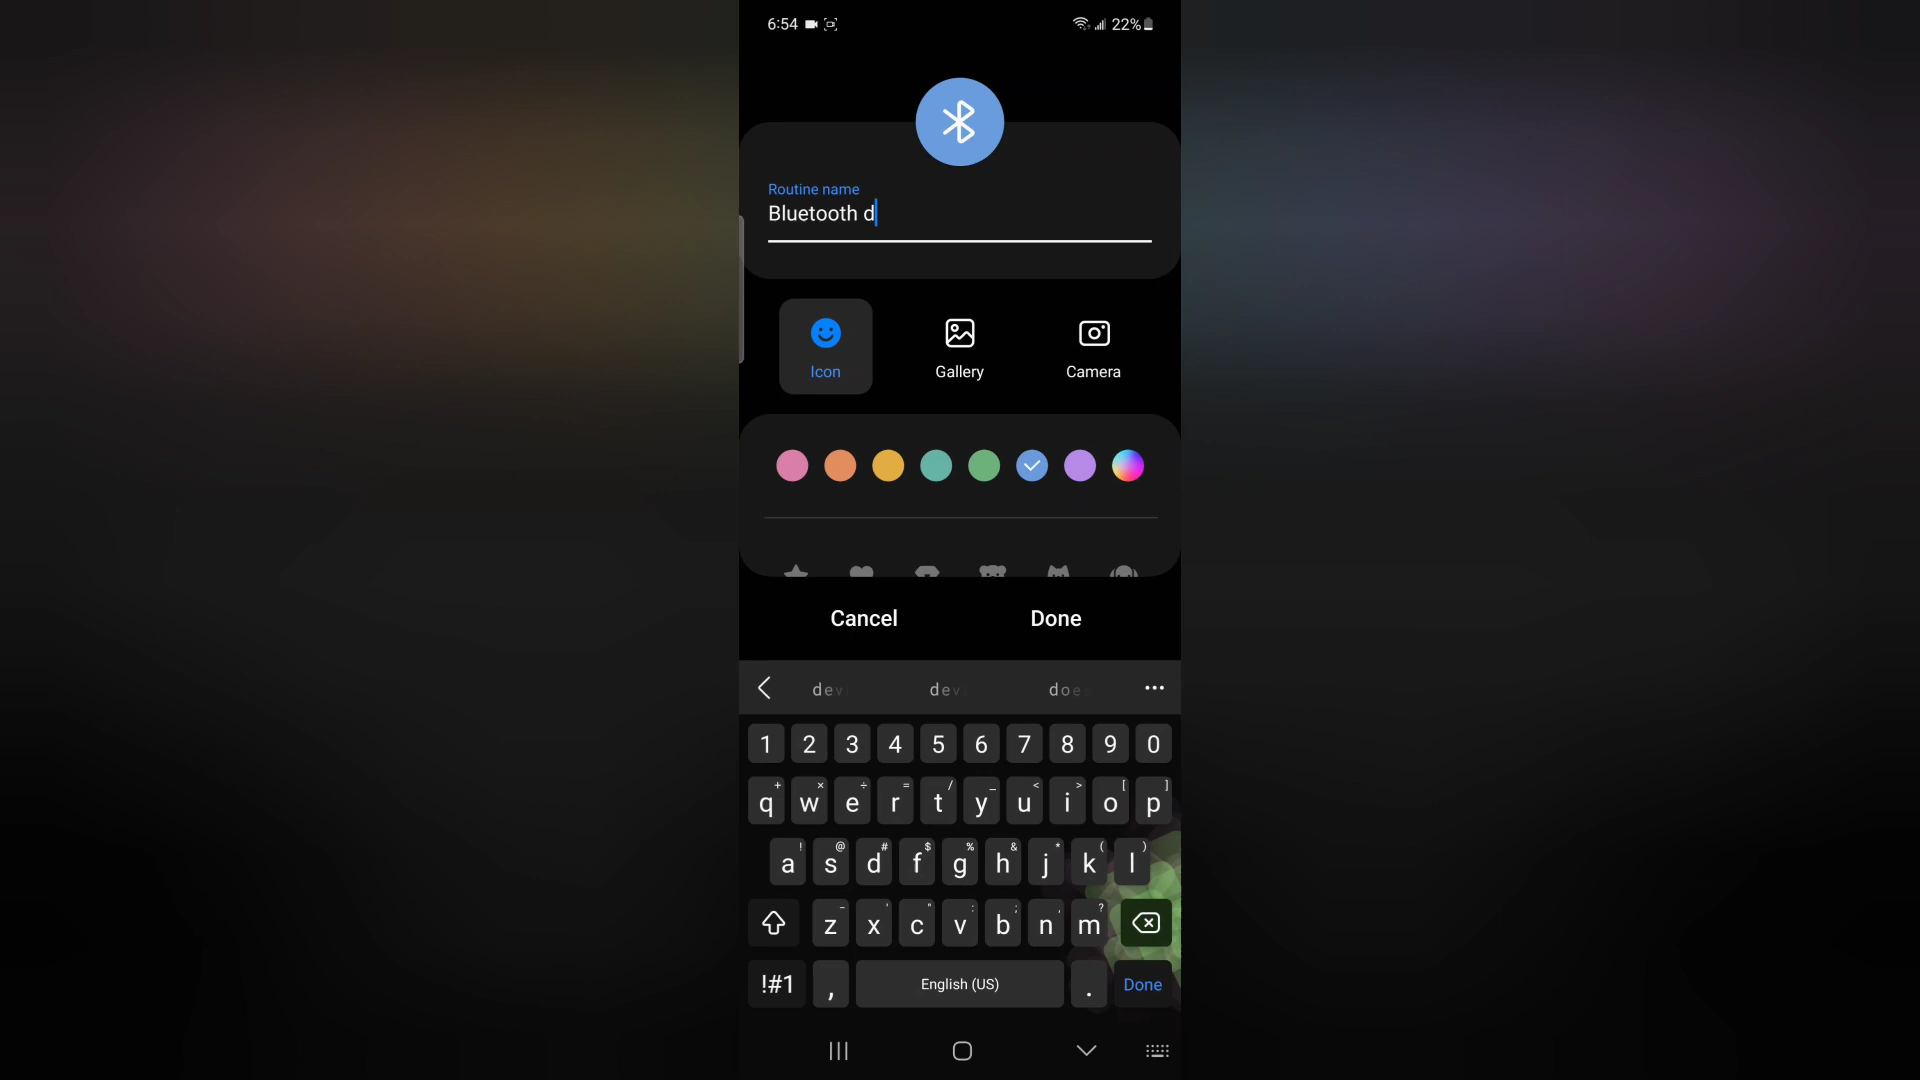 6:54
22%
Routine name
Bluetooth d
Icon
Gallery
Camera
Cancel
Done
dev
dev
doe
1 2 3 4 5 6 7 8 9 0
+ × ÷ = / _ < > [ ]
q w e r t y u i o p
! @ # $ % & * ( )
a s d f g h j k l
- ' " : ; , ?
z x c v b n m
!#1 , English (US) . Done